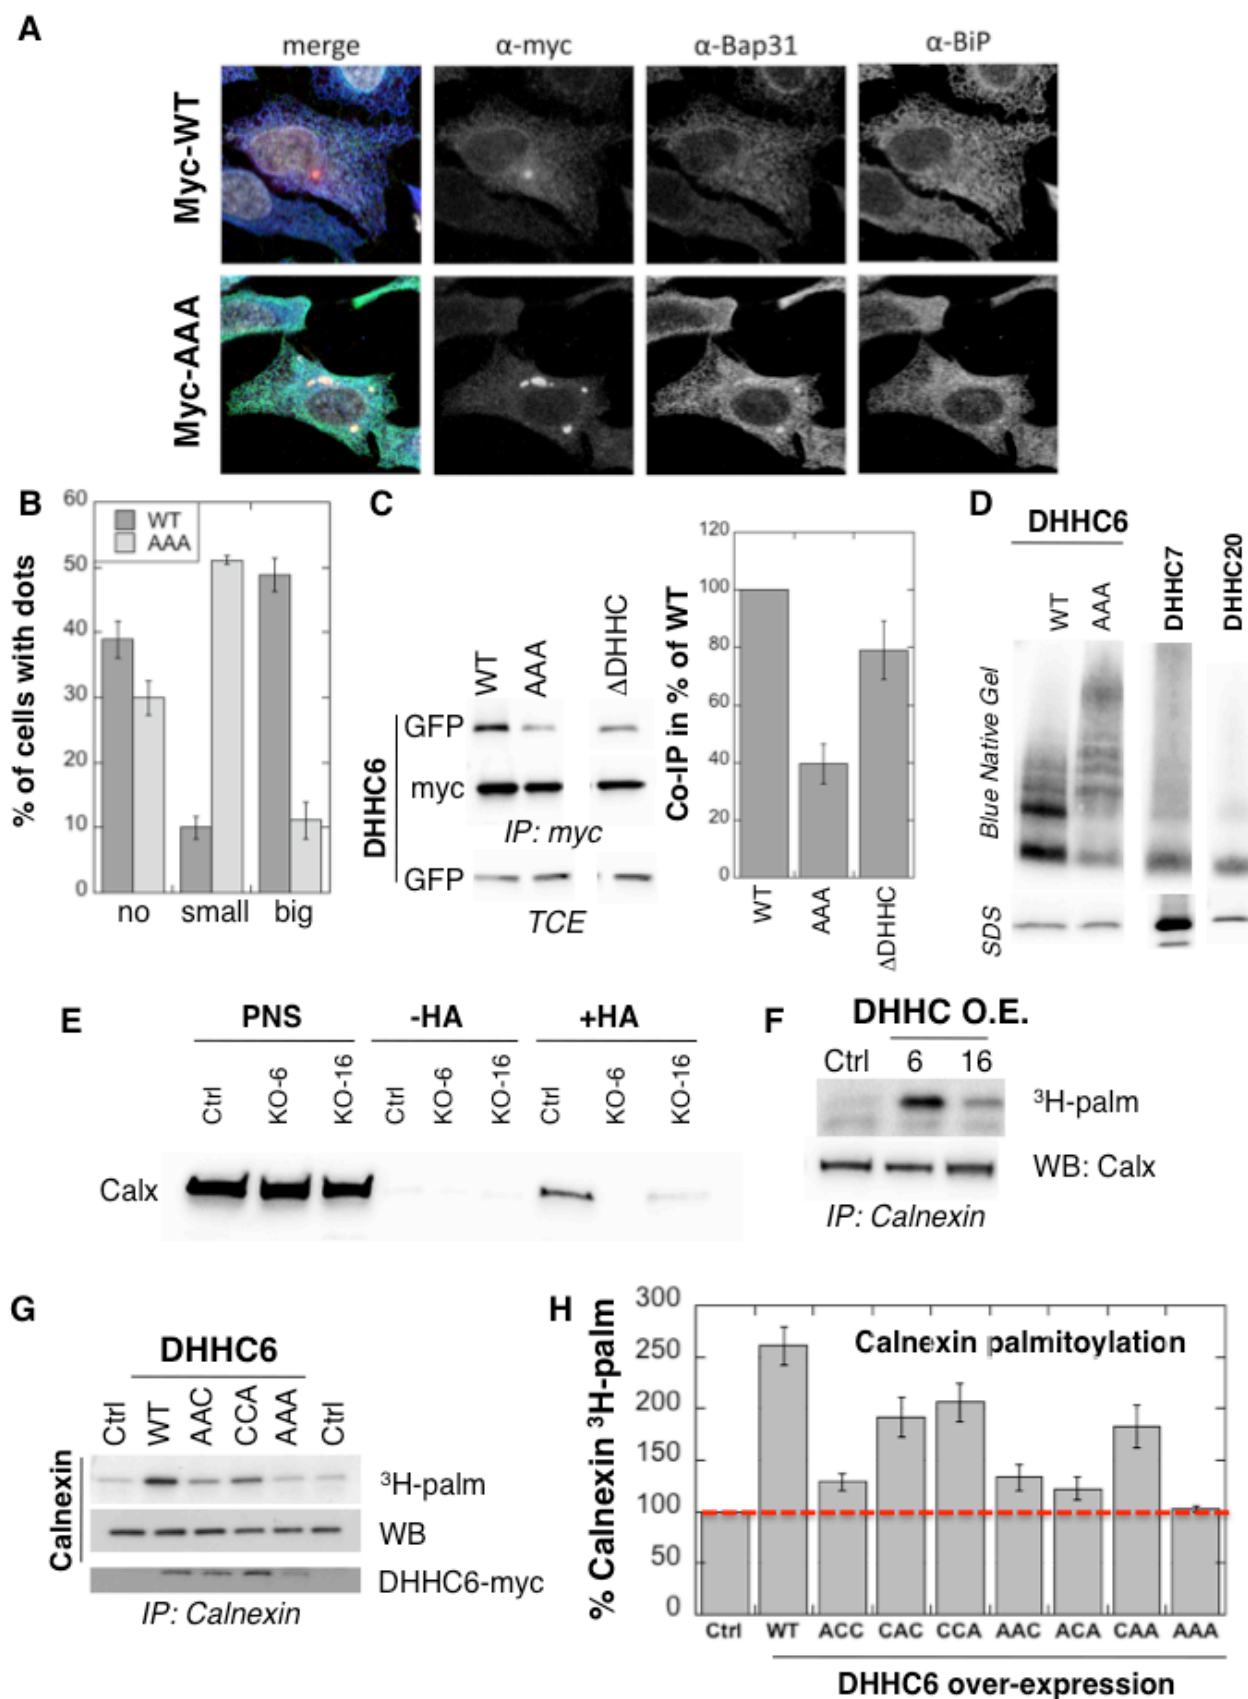 A
merge α-myc α-Bap31 α-BiP
Myc-WT
Myc-AAA
B
% of cells with dots
60
50
40
30
20
10
0
WT
AAA
no small big
C
WT AAA ΔDHHC
DHHC6
GFP
myc
IP: myc
GFP
TCE
Co-IP in % of WT
120
100
80
60
40
20
0
WT AAA ΔDHHC
D
DHHC6
WT AAA DHHC7 DHHC20
Blue Native Gel
SDS
E
PNS -HA +HA
Ctrl KO-6 KO-16 Ctrl KO-6 KO-16 Ctrl KO-6 KO-16
Calx
F
DHHC O.E.
Ctrl 6 16
³H-palm
WB: Calx
IP: Calnexin
G
DHHC6
Ctrl WT AAC CCA AAA Ctrl
Calnexin
³H-palm
WB
DHHC6-myc
IP: Calnexin
H
% Calnexin ³H-palm
300
250
200
150
100
50
0
Calnexin palmitoylation
Ctrl WT ACC CAC CCA AAC ACA CAA AAA
DHHC6 over-expression